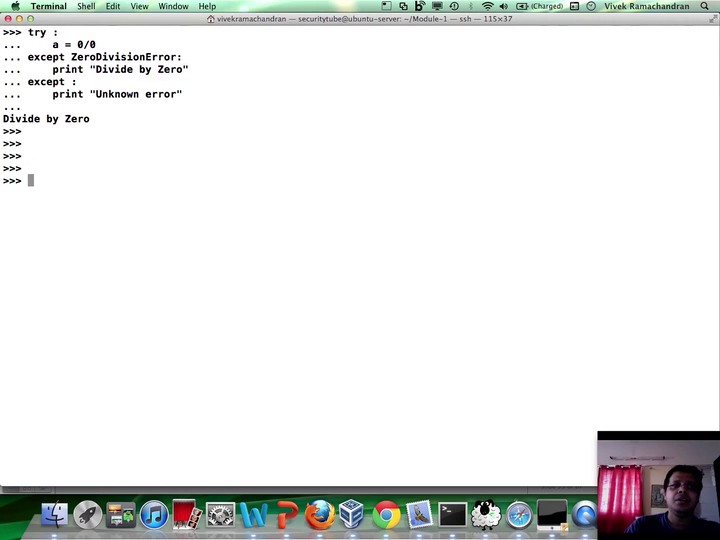 Terminal Shell Edit View Window Help (Charged) Vivek Ramachandran
vivekramachandran — securitytube@ubuntu-server: ~/Module-1 — ssh — 115×37
>>> try :
...     a = 0/0
... except ZeroDivisionError:
...     print "Divide by Zero"
... except :
...     print "Unknown error"
...
Divide by Zero
>>>
>>>
>>>
>>>
>>>